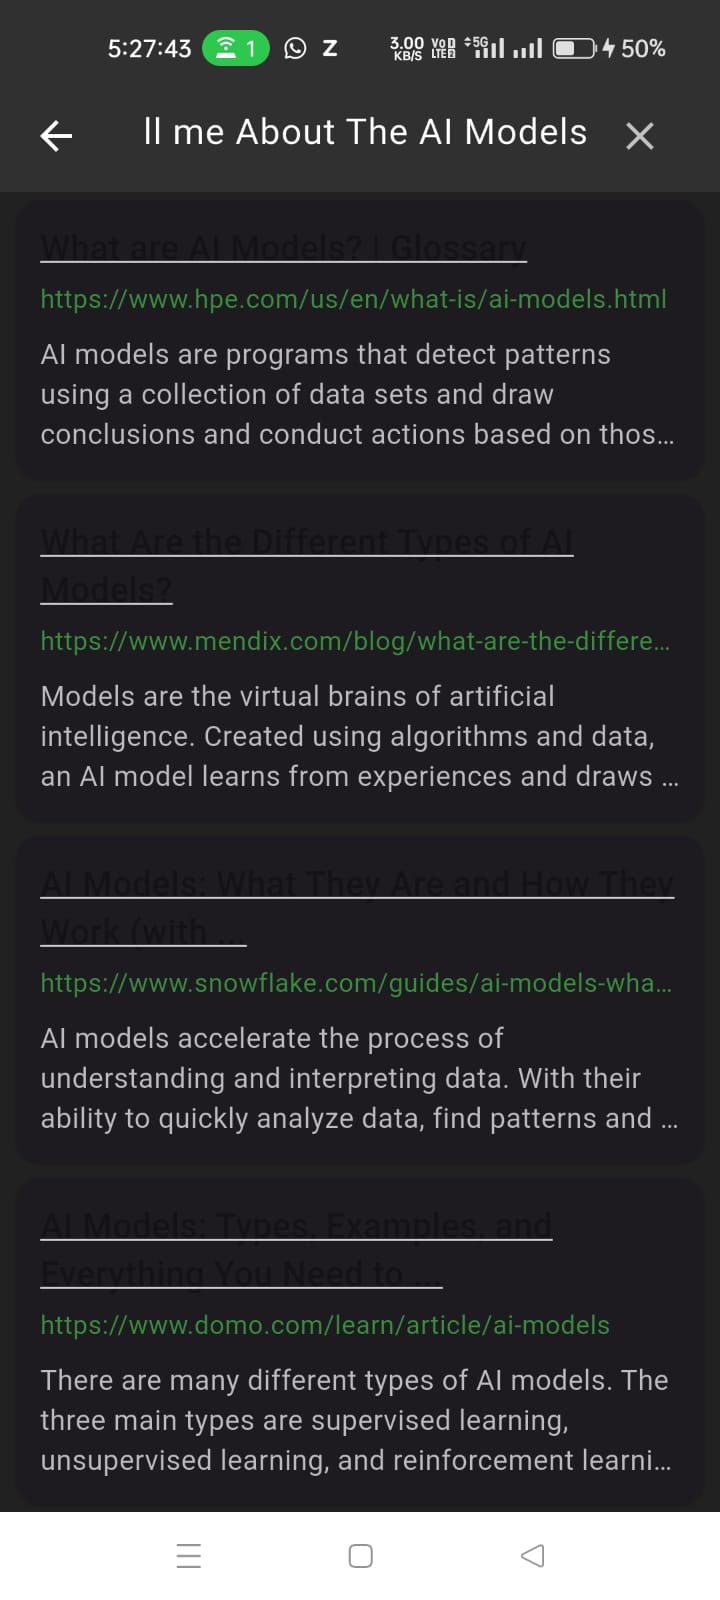 5:27:43 1 Z 3.00 KB/S Vo 1 LTE 2 5G 50%
ll me About The AI Models
What are AI Models? | Glossary
https://www.hpe.com/us/en/what-is/ai-models.html
AI models are programs that detect patterns
using a collection of data sets and draw
conclusions and conduct actions based on thos...
What Are the Different Types of AI
Models?
https://www.mendix.com/blog/what-are-the-differe...
Models are the virtual brains of artificial
intelligence. Created using algorithms and data,
an AI model learns from experiences and draws ...
AI Models: What They Are and How They
Work (with ...
https://www.snowflake.com/guides/ai-models-wha...
AI models accelerate the process of
understanding and interpreting data. With their
ability to quickly analyze data, find patterns and ...
AI Models: Types, Examples, and
Everything You Need to ...
https://www.domo.com/learn/article/ai-models
There are many different types of AI models. The
three main types are supervised learning,
unsupervised learning, and reinforcement learni...